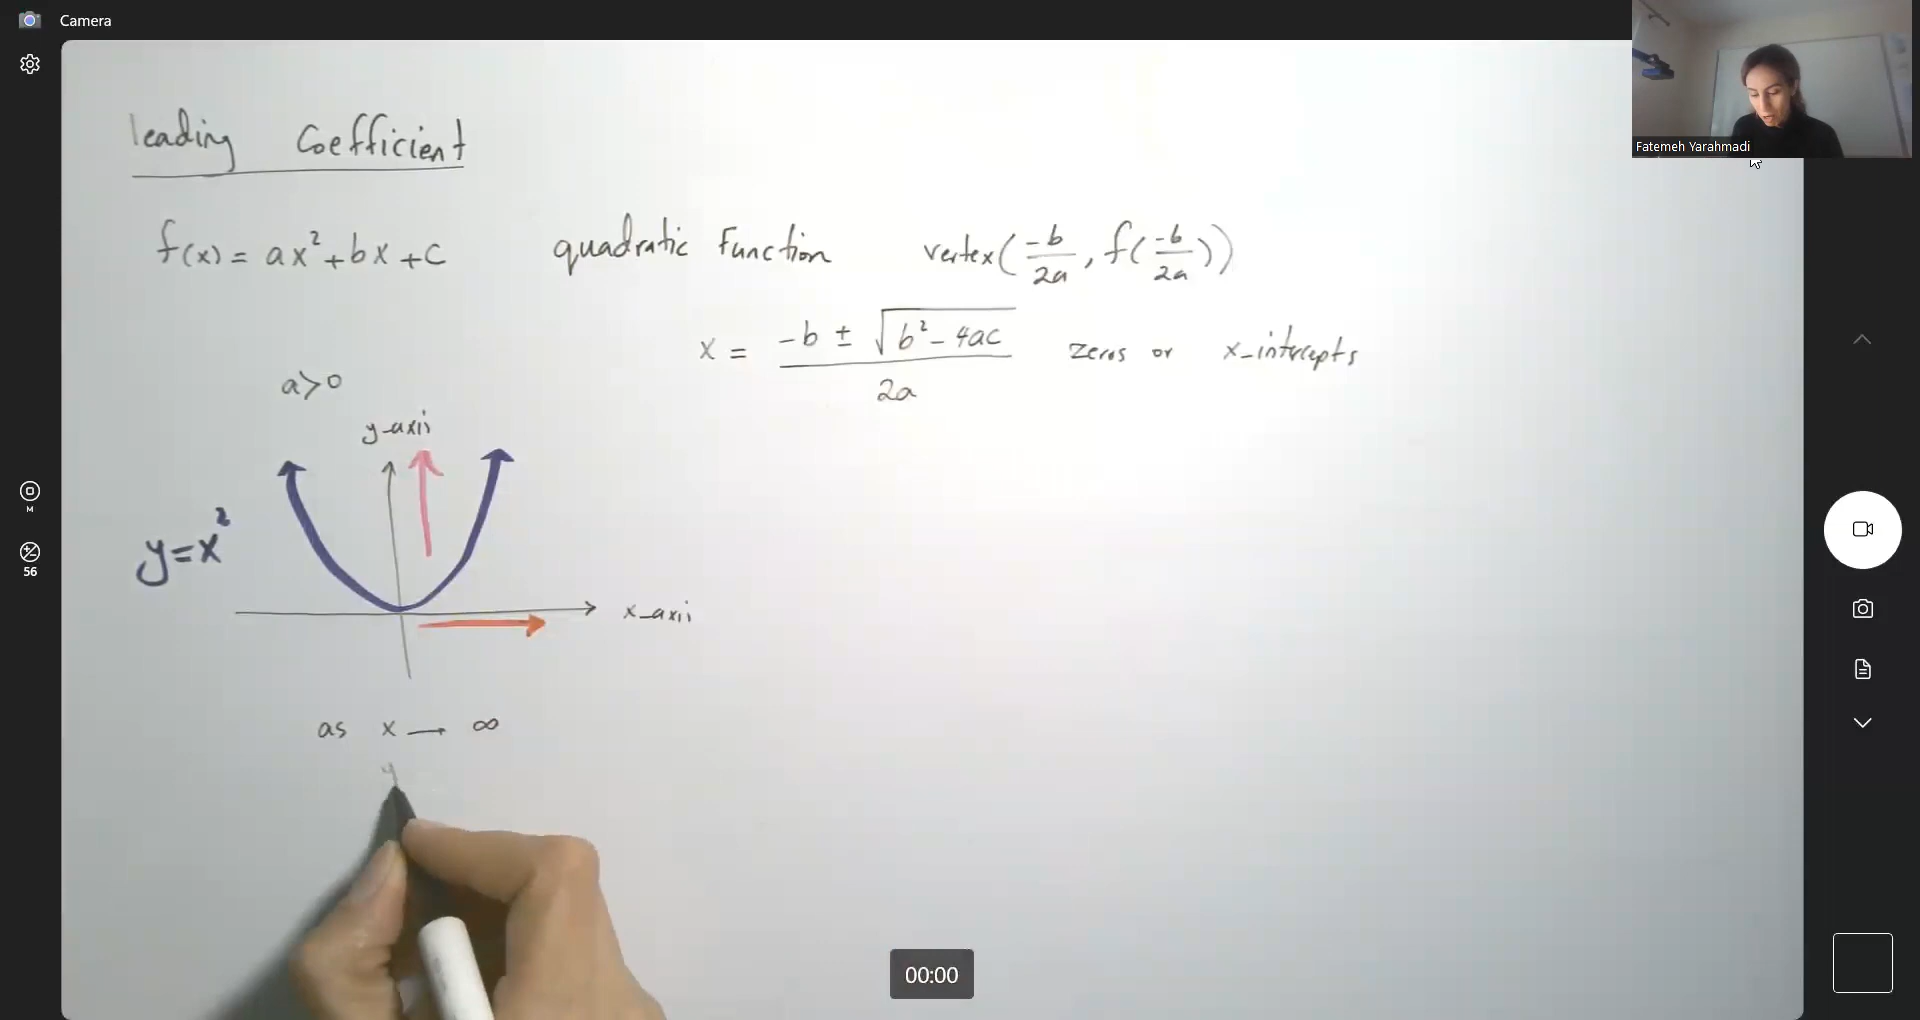 Camera
Fatemeh Yarahmadi
leading Coefficient
f(x) = ax²+bx+c quadratic Function vertex(-b/2a, f(-b/2a))
x = -b ± √b²-4ac / 2a zeros or x-intercepts
a>0
y-axis
y=x²
x-axis
M
56
as x → ∞
y
00:00